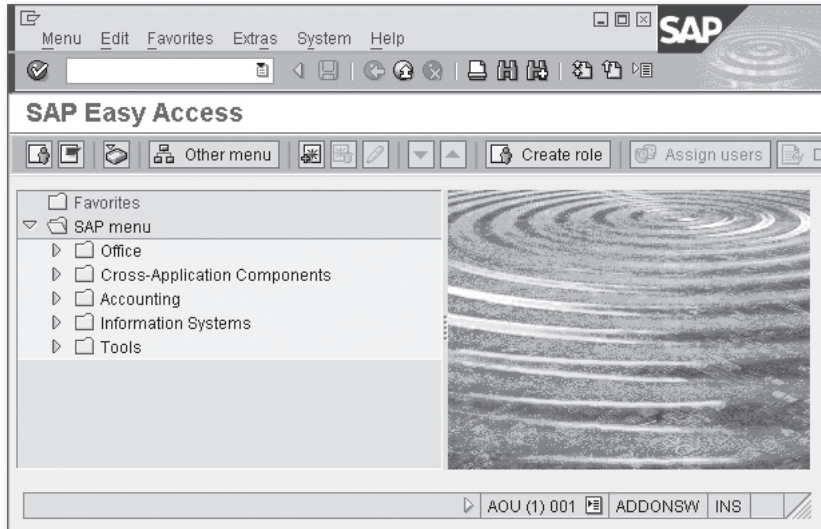 Menu Edit Favorites Extras System Help
SAP
SAP Easy Access
Other menu Create role Assign users D
Favorites
SAP menu
Office
Cross-Application Components
Accounting
Information Systems
Tools
AOU (1) 001 ADDONSW INS